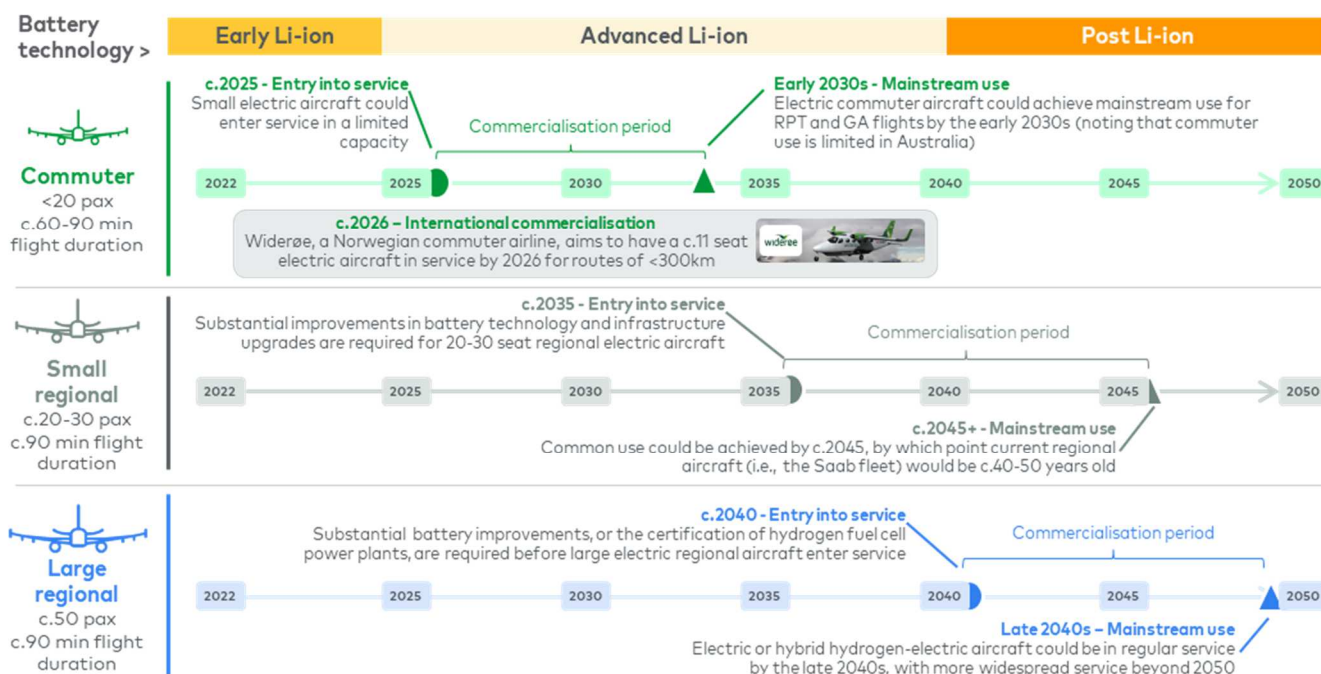 Battery
technology >
Early Li-ion
Advanced Li-ion
Post Li-ion
Commuter
<20 pax
c.60-90 min
flight duration
c.2025 - Entry into service
Small electric aircraft could
enter service in a limited
capacity
Commercialisation period
Early 2030s - Mainstream use
Electric commuter aircraft could achieve mainstream use for
RPT and GA flights by the early 2030s (noting that commuter
use is limited in Australia)
2022 2025 2030 2035 2040 2045 2050
c.2026 – International commercialisation
Widerøe, a Norwegian commuter airline, aims to have a c.11 seat
electric aircraft in service by 2026 for routes of <300km
widerøe
Small
regional
c.20-30 pax
c.90 min flight
duration
c.2035 - Entry into service
Substantial improvements in battery technology and infrastructure
upgrades are required for 20-30 seat regional electric aircraft
Commercialisation period
2022 2025 2030 2035 2040 2045 2050
c.2045+ - Mainstream use
Common use could be achieved by c.2045, by which point current regional
aircraft (i.e., the Saab fleet) would be c.40-50 years old
Large
regional
c.50 pax
c.90 min flight
duration
c.2040 - Entry into service
Substantial battery improvements, or the certification of hydrogen fuel cell
power plants, are required before large electric regional aircraft enter service
Commercialisation period
2022 2025 2030 2035 2040 2045 2050
Late 2040s – Mainstream use
Electric or hybrid hydrogen-electric aircraft could be in regular service
by the late 2040s, with more widespread service beyond 2050